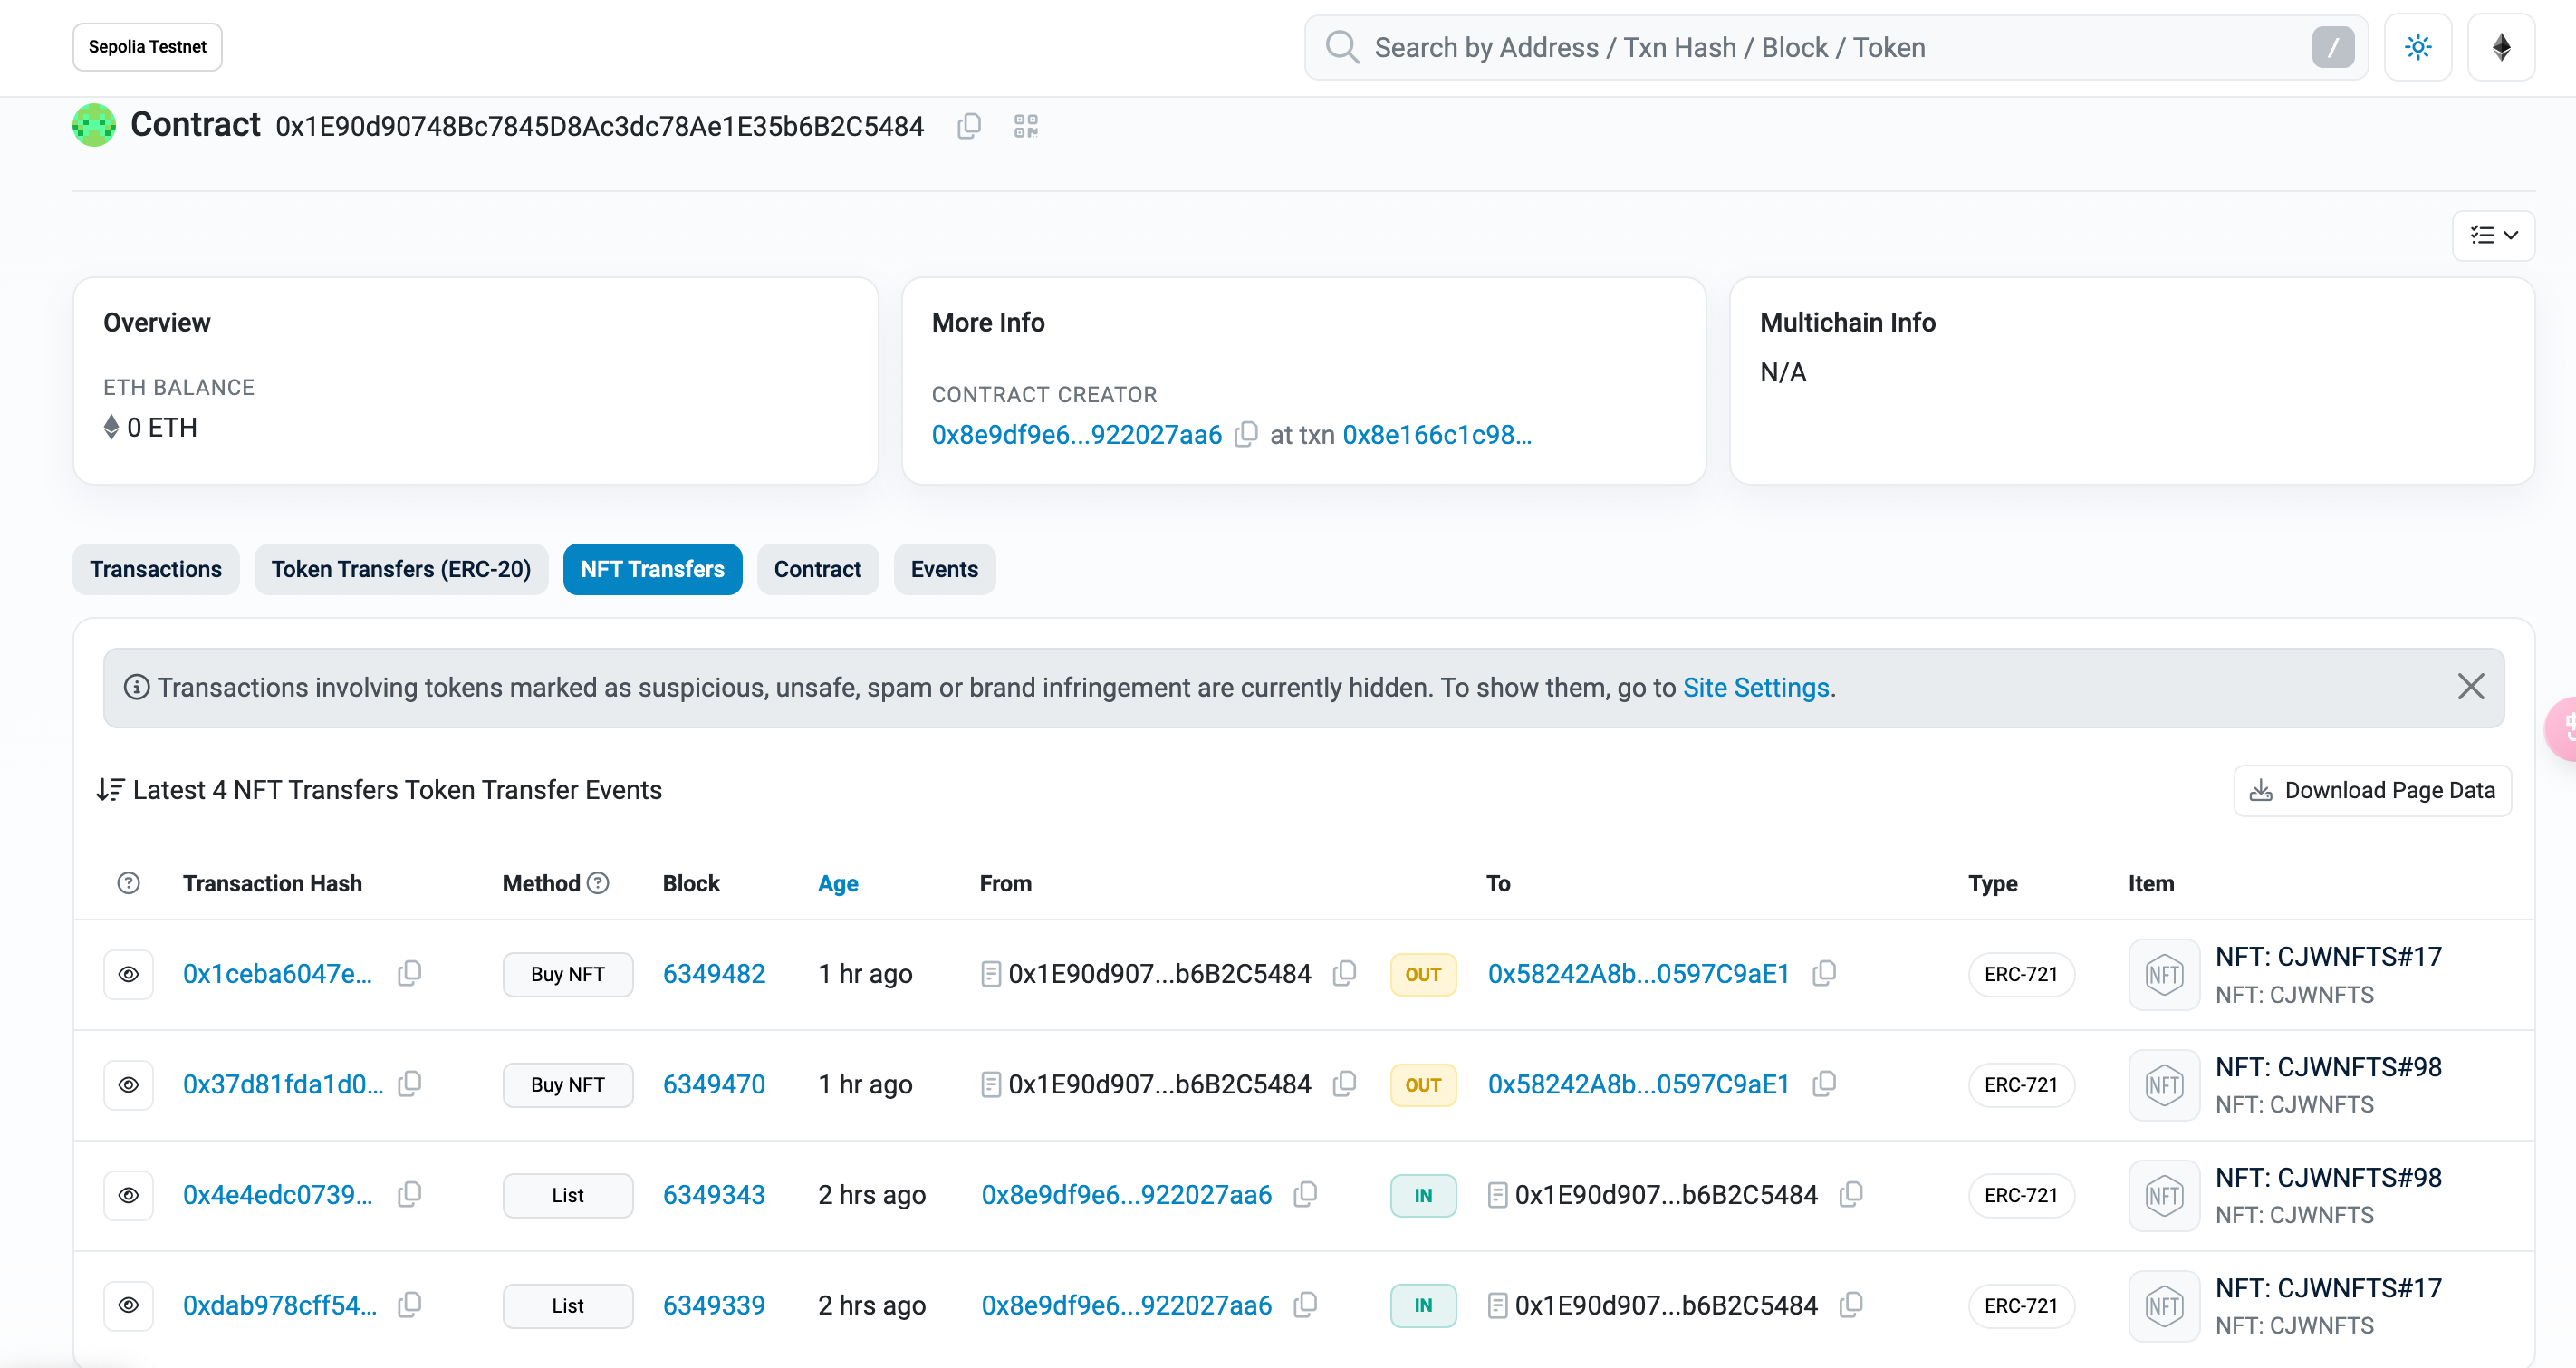 Sepolia Testnet
Search by Address / Txn Hash / Block / Token
/
Contract 0x1E90d90748Bc7845D8Ac3dc78Ae1E35b6B2C5484
Overview
ETH BALANCE
0 ETH
More Info
CONTRACT CREATOR
0x8e9df9e6...922027aa6 at txn 0x8e166c1c98...
Multichain Info
N/A
Transactions
Token Transfers (ERC-20)
NFT Transfers
Contract
Events
Transactions involving tokens marked as suspicious, unsafe, spam or brand infringement are currently hidden. To show them, go to Site Settings.
Latest 4 NFT Transfers Token Transfer Events
Download Page Data
Transaction Hash Method Block Age From To Type Item
0x1ceba6047e... Buy NFT 6349482 1 hr ago 0x1E90d907...b6B2C5484 OUT 0x58242A8b...0597C9aE1 ERC-721 NFT NFT: CJWNFTS#17
NFT: CJWNFTS
0x37d81fda1d0... Buy NFT 6349470 1 hr ago 0x1E90d907...b6B2C5484 OUT 0x58242A8b...0597C9aE1 ERC-721 NFT NFT: CJWNFTS#98
NFT: CJWNFTS
0x4e4edc0739... List 6349343 2 hrs ago 0x8e9df9e6...922027aa6 IN 0x1E90d907...b6B2C5484 ERC-721 NFT NFT: CJWNFTS#98
NFT: CJWNFTS
0xdab978cff54... List 6349339 2 hrs ago 0x8e9df9e6...922027aa6 IN 0x1E90d907...b6B2C5484 ERC-721 NFT NFT: CJWNFTS#17
NFT: CJWNFTS